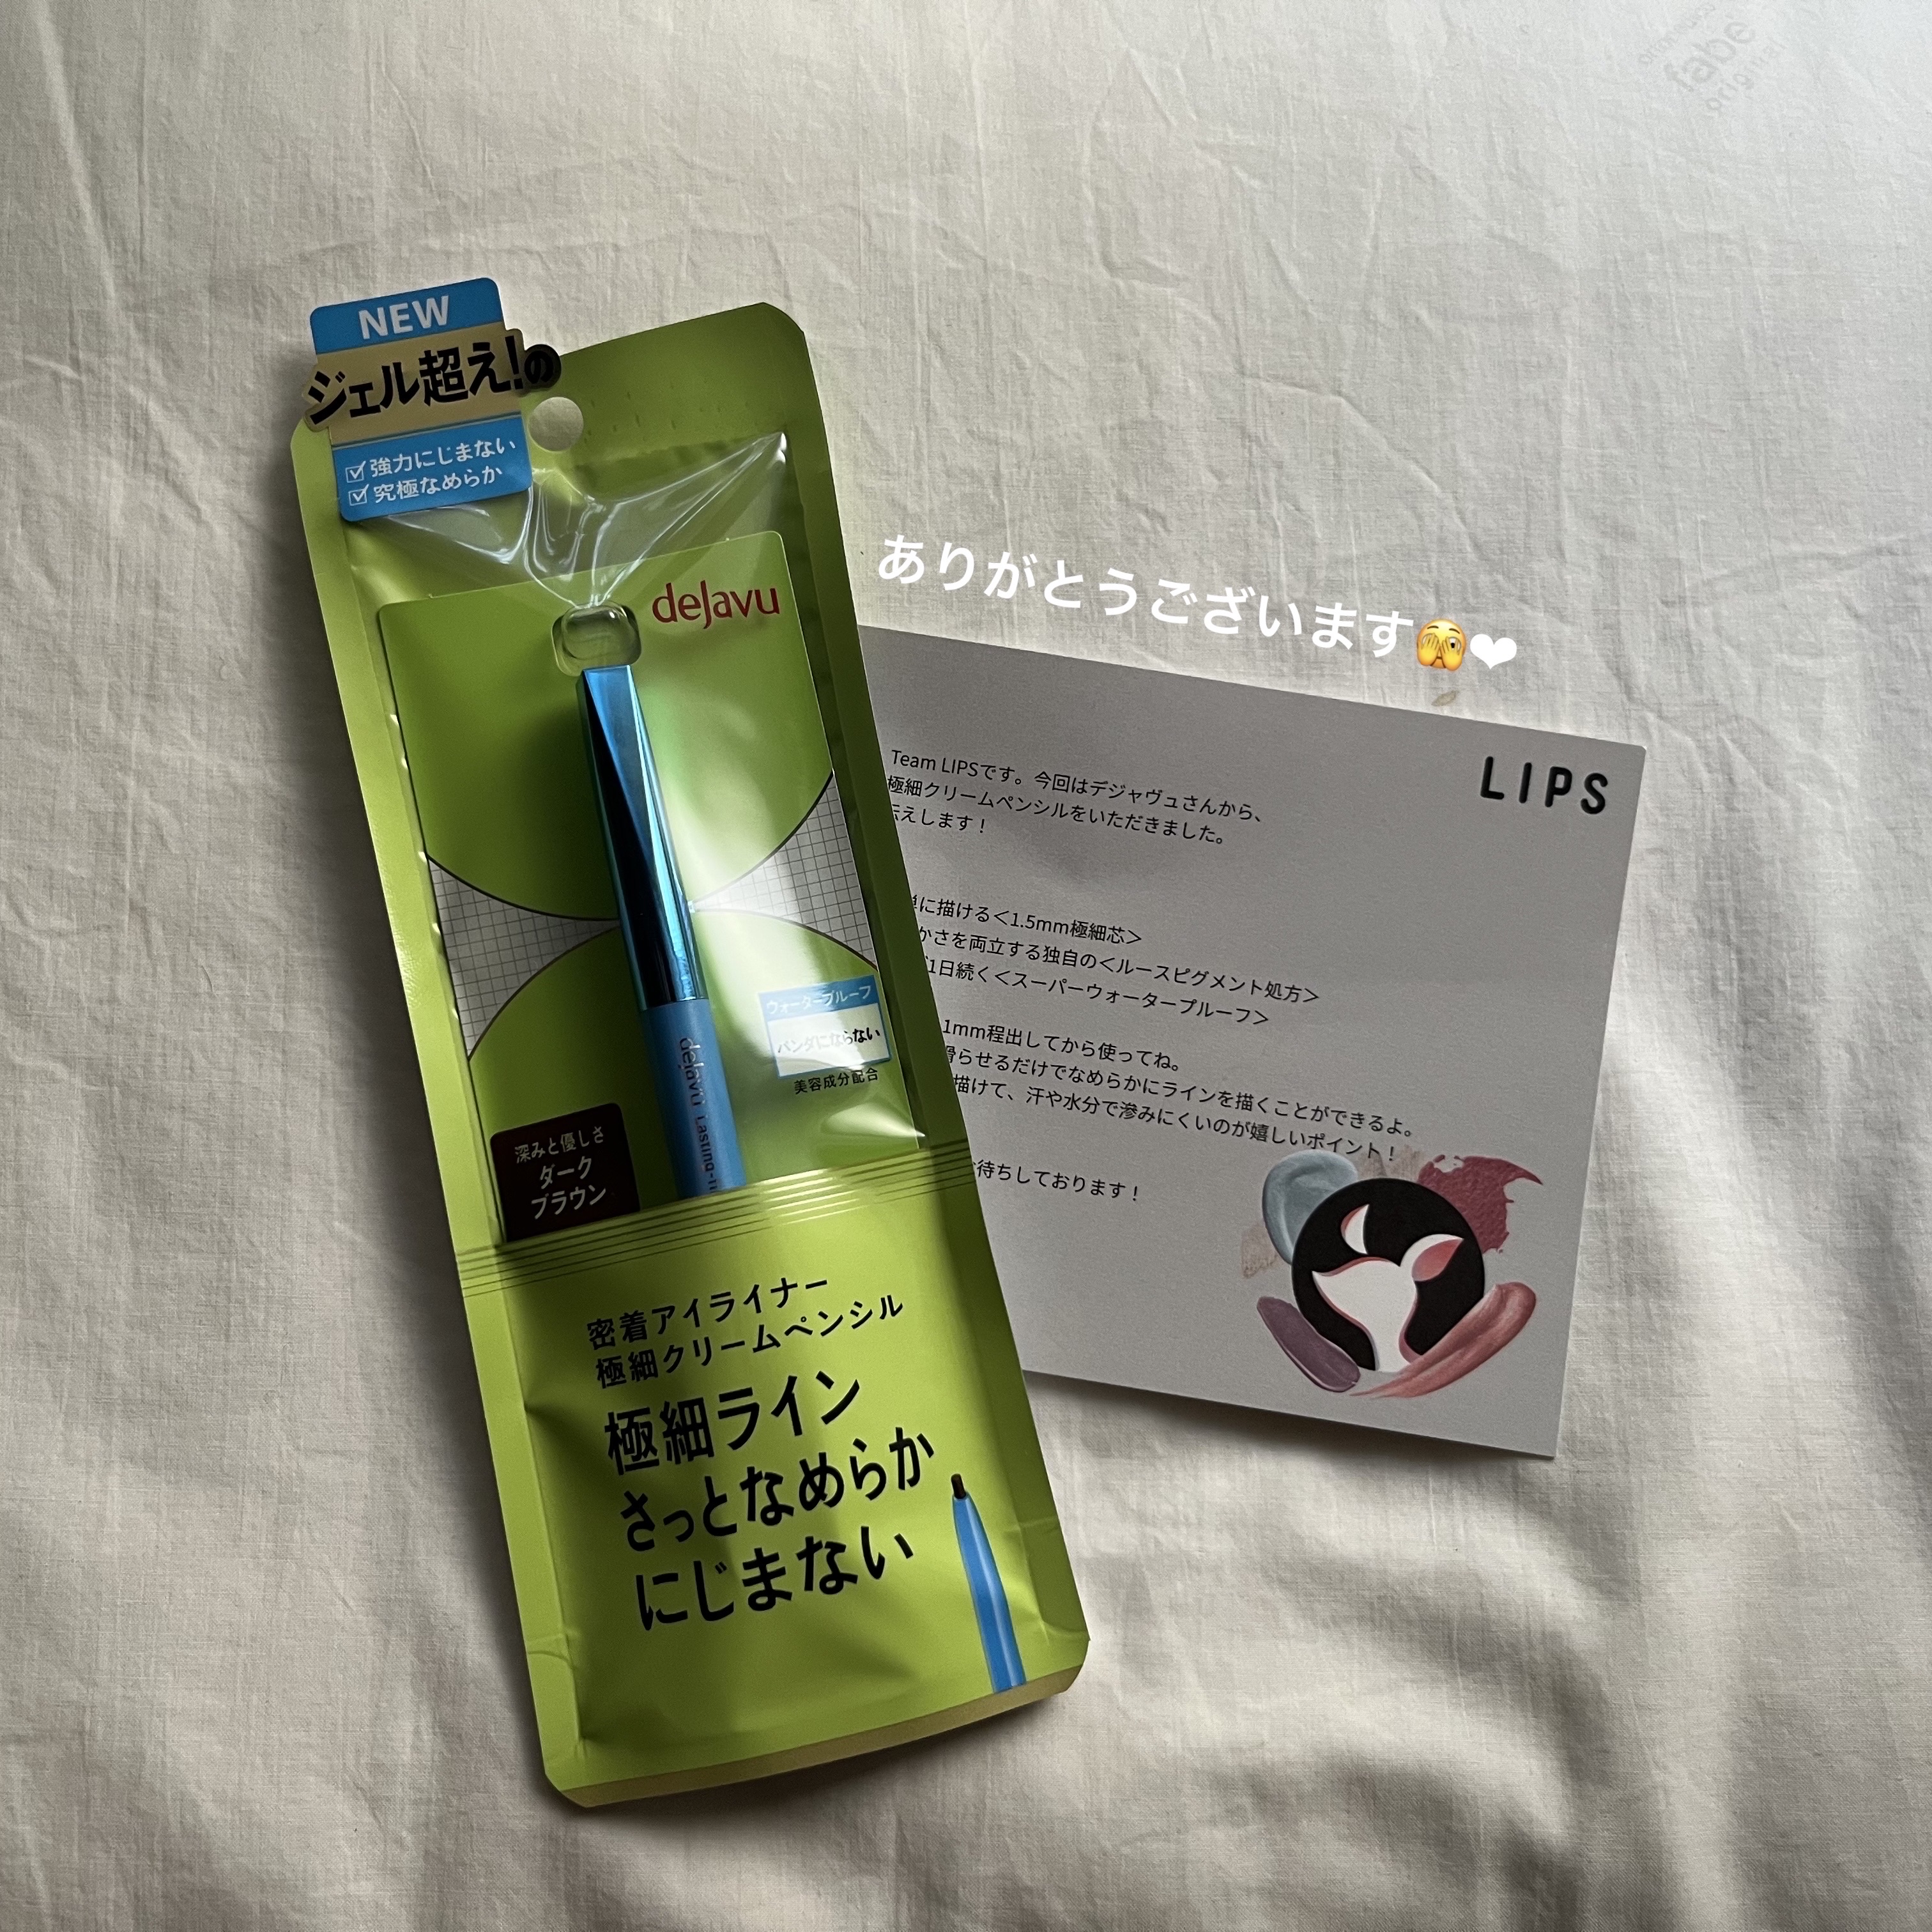 NEW
ジェル超え!の
強力にじまない
究極なめらか
dejavu
dejavu Lasting-f
ウォータープルーフ
パンダにならない
美容成分配合
深みと優しさ
ダーク
ブラウン
密着アイライナー
極細クリームペンシル
極細ライン
さっとなめらか
にじまない
ありがとうございます🫣❤
LIPS
Team LIPSです。今回はデジャヴュさんから、
極細クリームペンシルをいただきました。
えします！
に描ける＜1.5mm極細芯＞
かさを両立する独自の＜ルースピグメント処方＞
1日続く＜スーパーウォータープルーフ＞
1mm程出してから使ってね。
滑らせるだけでなめらかにラインを描くことができるよ。
描けて、汗や水分で滲みにくいのが嬉しいポイント！
待ちしております！
fabe
original